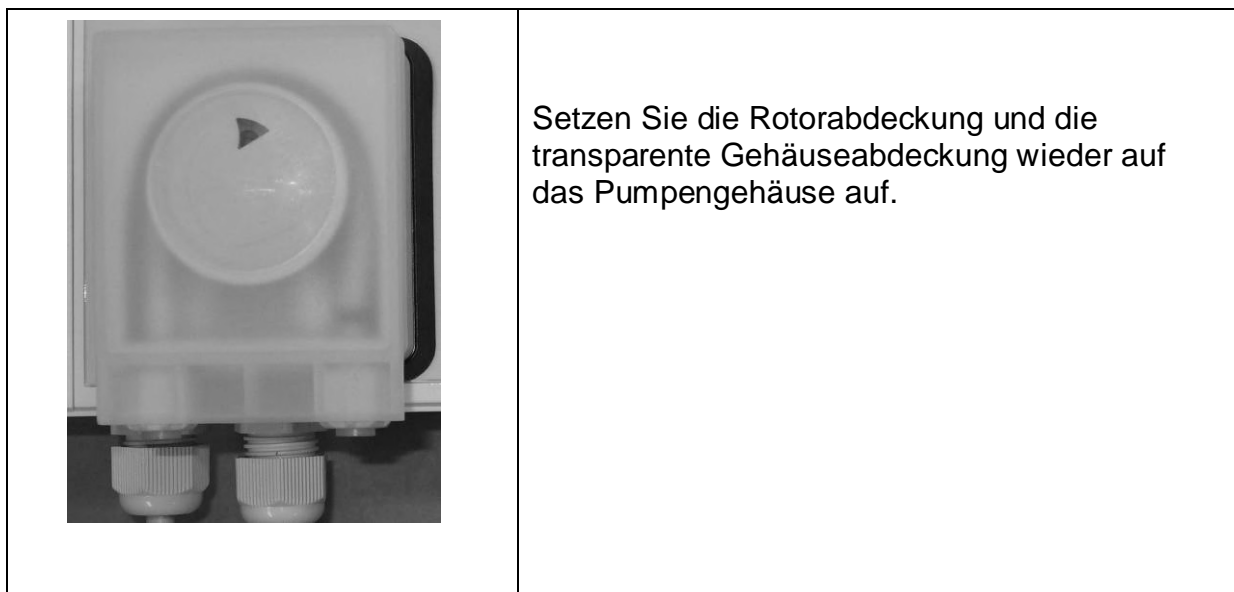 Setzen Sie die Rotorabdeckung und die
transparente Gehäuseabdeckung wieder auf
das Pumpengehäuse auf.